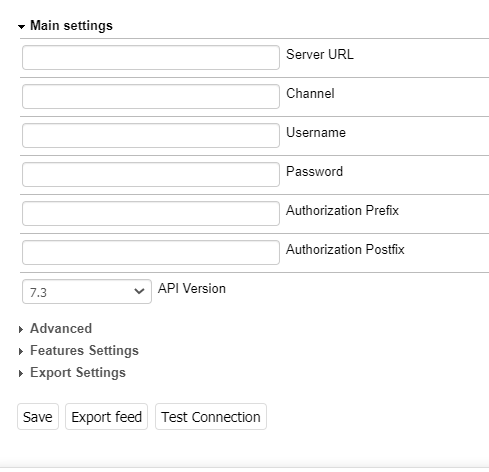 Main settings
Server URL
Channel
Username
Password
Authorization Prefix
Authorization Postfix
7.3 API Version
Advanced
Features Settings
Export Settings
Save Export feed Test Connection